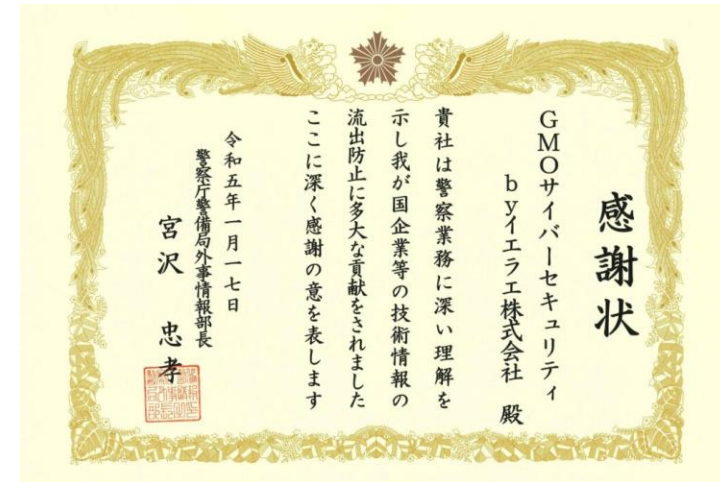 感謝状
GMOサイバーセキュリティ
byイエラエ株式会社 殿
貴社は警察業務に深い理解を
示し我が国企業等の技術情報の
流出防止に多大な貢献をされました
ここに深く感謝の意を表します
令和五年一月一七日
警察庁警備局外事情報部長
宮沢 忠孝